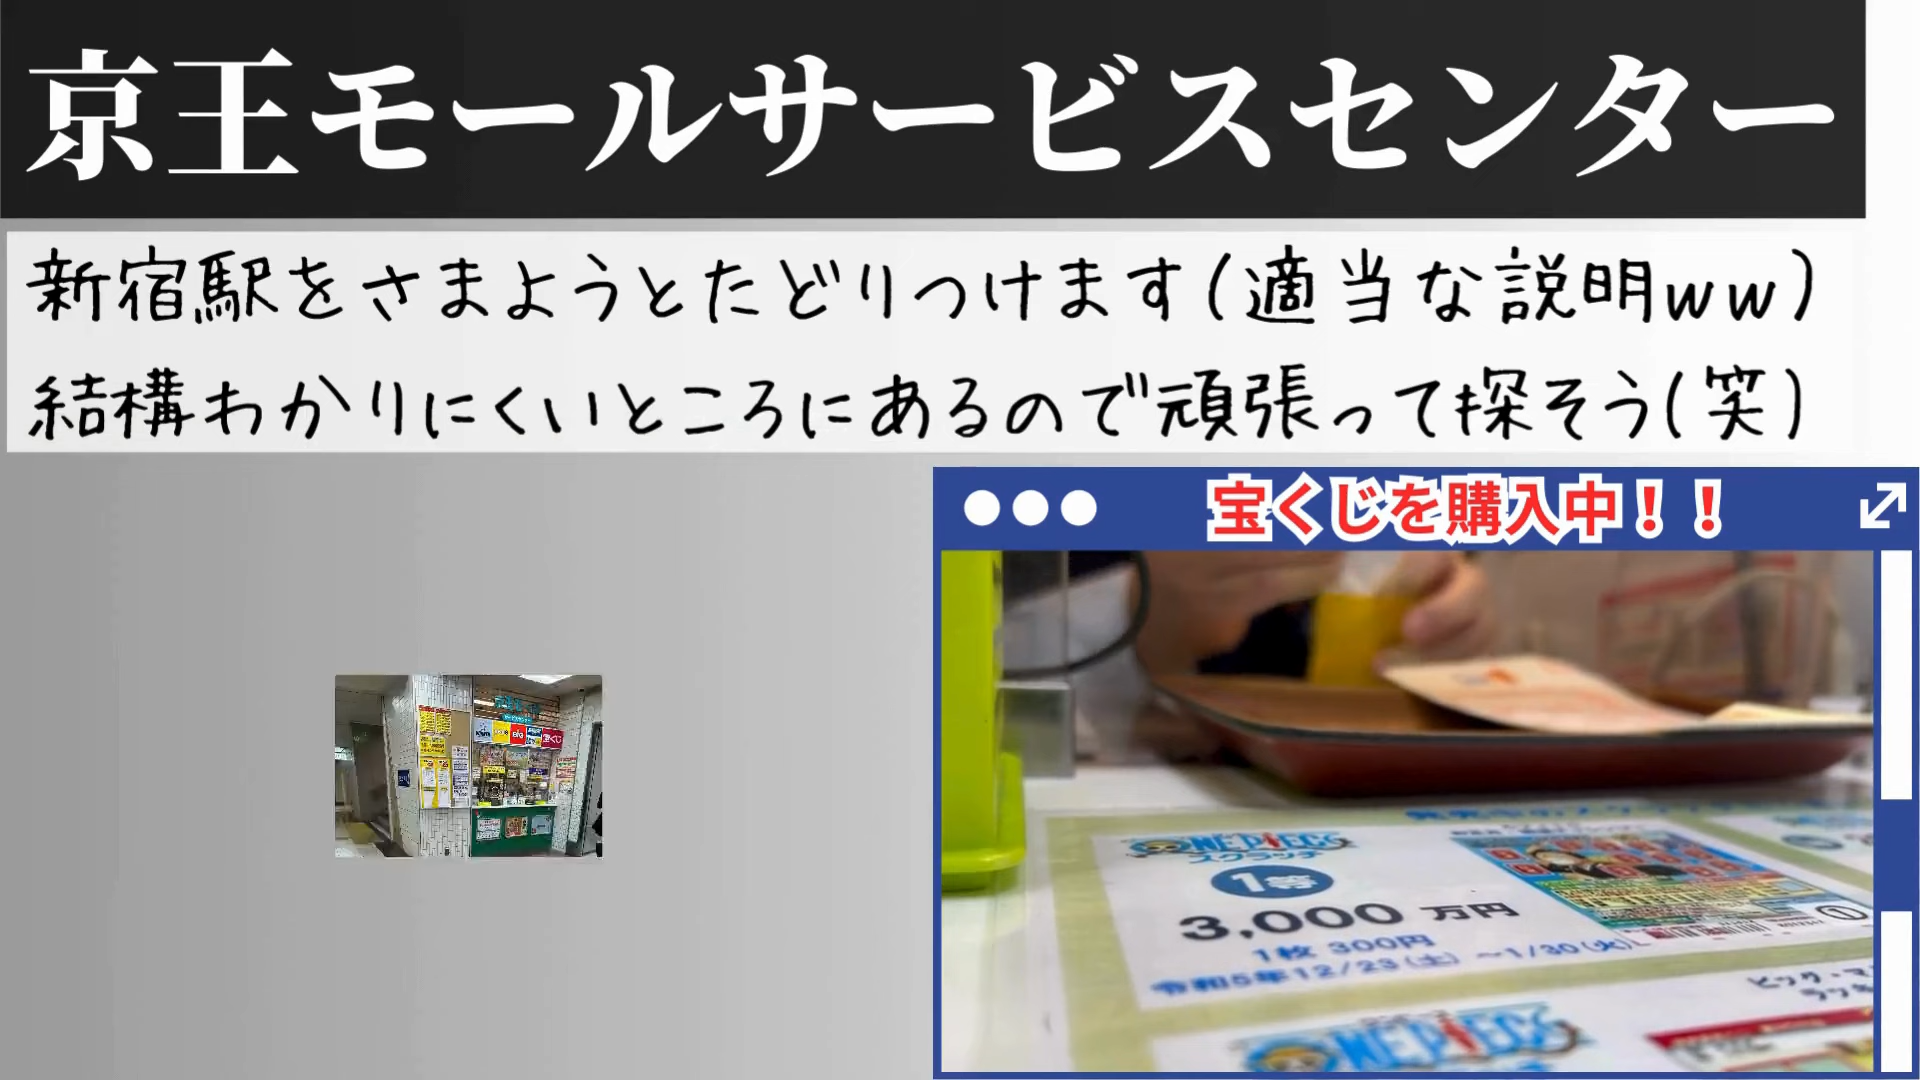 京王モールサービスセンター
新宿駅をさまようとたどりつけます(適当な説明ww)
結構わかりにくいところにあるので頑張って探そう(笑)
宝くじを購入中！！
ONE PIECE
スクラッチ
1等
3,000万円
1枚 300円
令和5年12/23(土)～1/30(火)
ONE PIECE